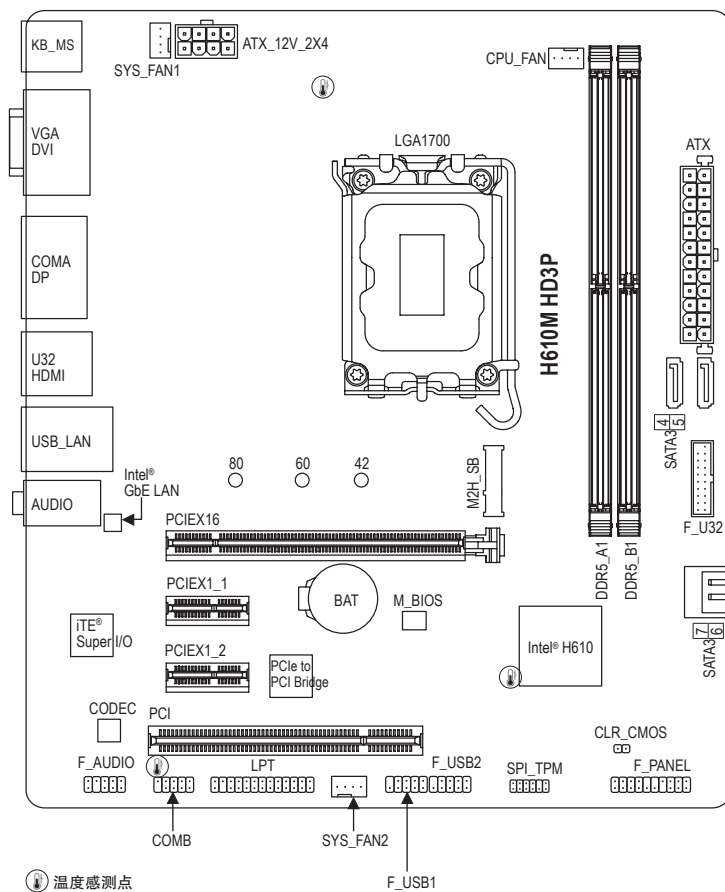 KB_MS
SYS_FAN1
ATX_12V_2X4
CPU_FAN
VGA
DVI
LGA1700
ATX
COMA
DP
H610M HD3P
U32
HDMI
SATA3
4
5
USB_LAN
80
60
42
M2H_SB
Intel®
GbE LAN
AUDIO
F_U32
PCIEX16
DDR5_A1
DDR5_B1
PCIEX1_1
BAT
M_BIOS
iTE®
Super I/O
Intel® H610
SATA3
7
6
PCIEX1_2
PCIe to
PCI Bridge
CODEC
PCI
CLR_CMOS
F_AUDIO
LPT
F_USB2
SPI_TPM
F_PANEL
COMB
SYS_FAN2
F_USB1
温度感测点